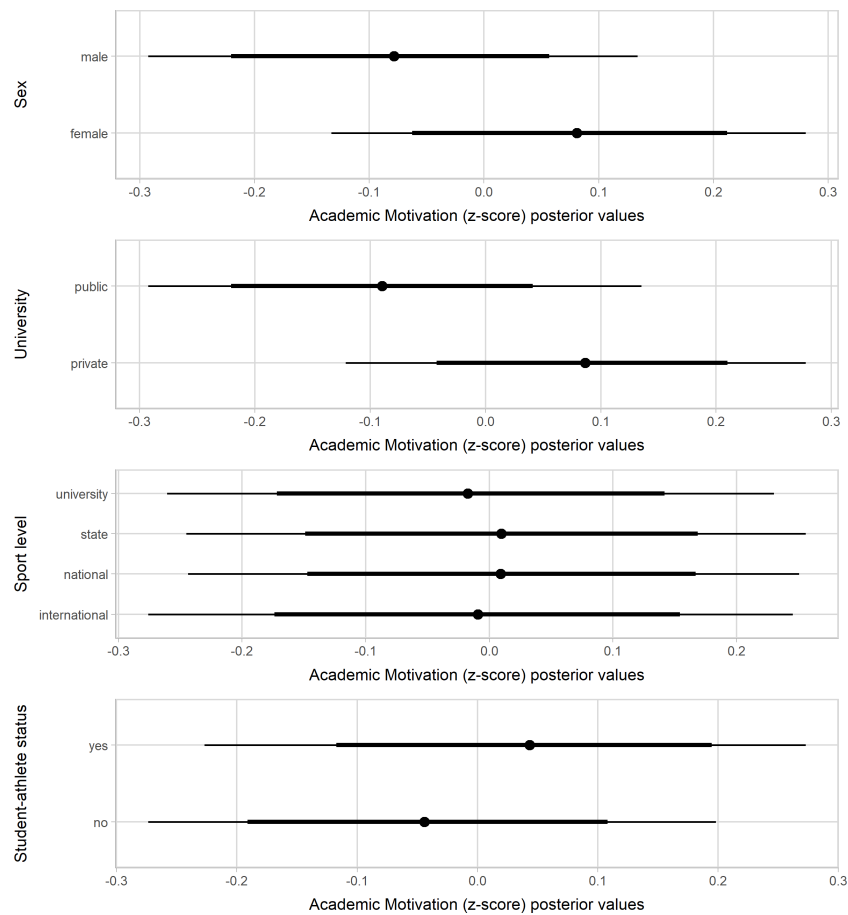 Sex
male
female
-0.3 -0.2 -0.1 0.0 0.1 0.2 0.3
Academic Motivation (z-score) posterior values
University
public
private
-0.3 -0.2 -0.1 0.0 0.1 0.2 0.3
Academic Motivation (z-score) posterior values
Sport level
university
state
national
international
-0.3 -0.2 -0.1 0.0 0.1 0.2
Academic Motivation (z-score) posterior values
Student-athlete status
yes
no
-0.3 -0.2 -0.1 0.0 0.1 0.2 0.3
Academic Motivation (z-score) posterior values